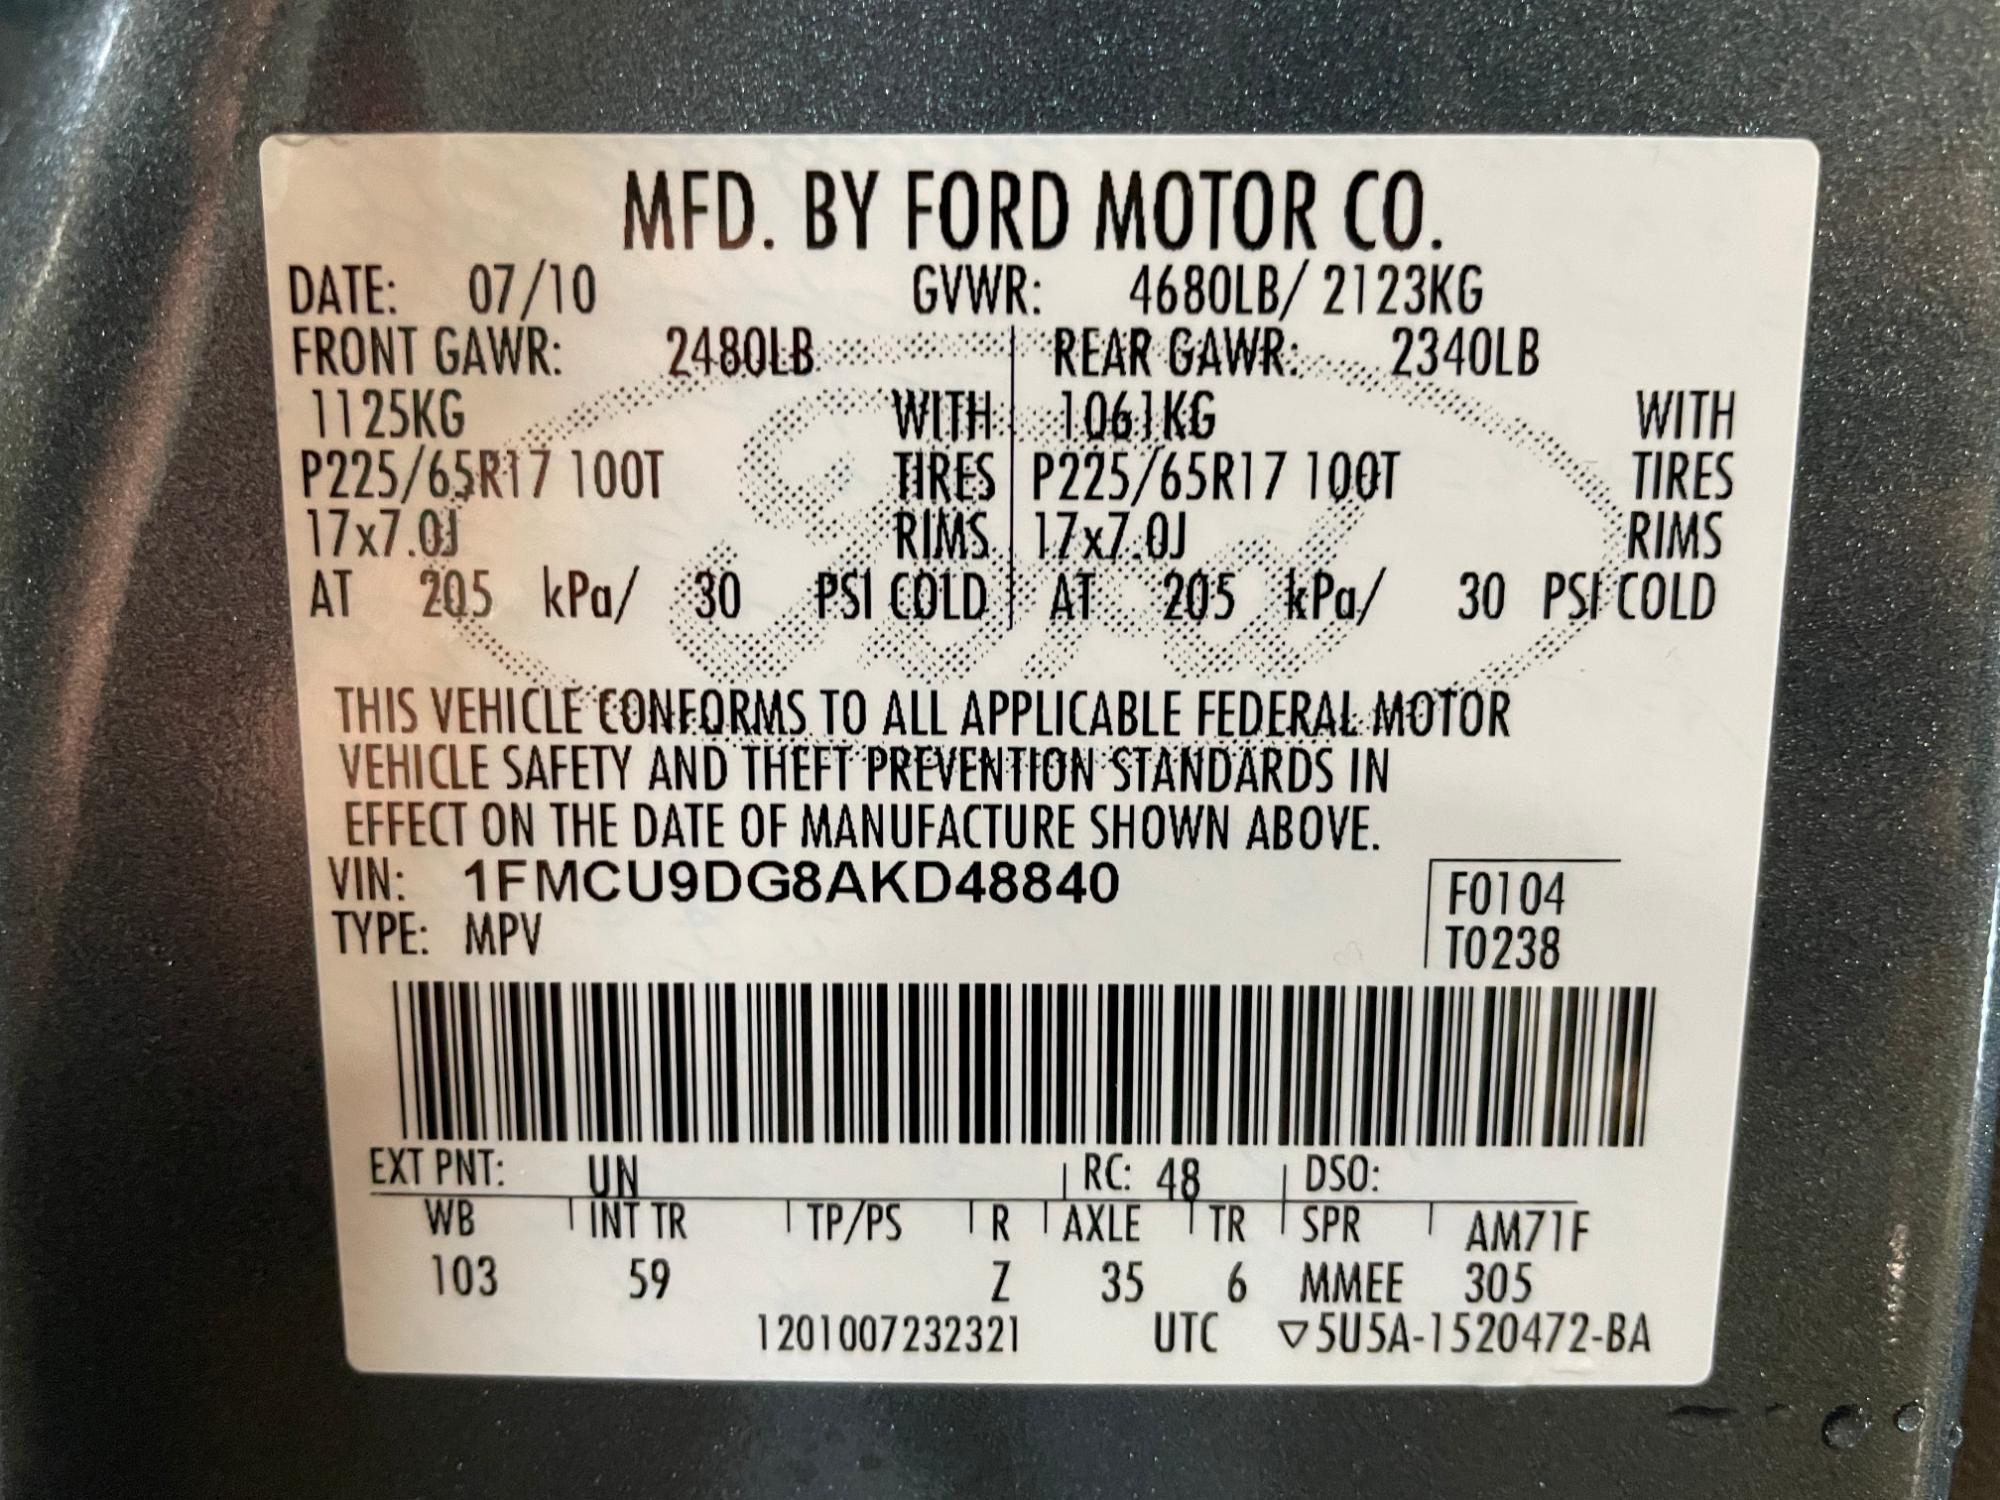 MFD. BY FORD MOTOR CO.
DATE: 07/10 GVWR: 4680LB/ 2123KG
FRONT GAWR: 2480LB REAR GAWR: 2340LB
1125KG WITH 1061KG WITH
P225/65R17 100T TIRES P225/65R17 100T TIRES
17x7.0J RIMS 17x7.0J RIMS
AT 205 kPa/ 30 PSI COLD AT 205 kPa/ 30 PSI COLD
Ford
THIS VEHICLE CONFORMS TO ALL APPLICABLE FEDERAL MOTOR
VEHICLE SAFETY AND THEFT PREVENTION STANDARDS IN
EFFECT ON THE DATE OF MANUFACTURE SHOWN ABOVE.
VIN: 1FMCU9DG8AKD48840
F0104
TYPE: MPV
T0238
EXT PNT: UN RC: 48 DSO:
WB INT TR TP/PS R AXLE TR SPR AM71F
103 59 Z 35 6 MMEE 305
1201007232321 UTC ▽5U5A-1520472-BA